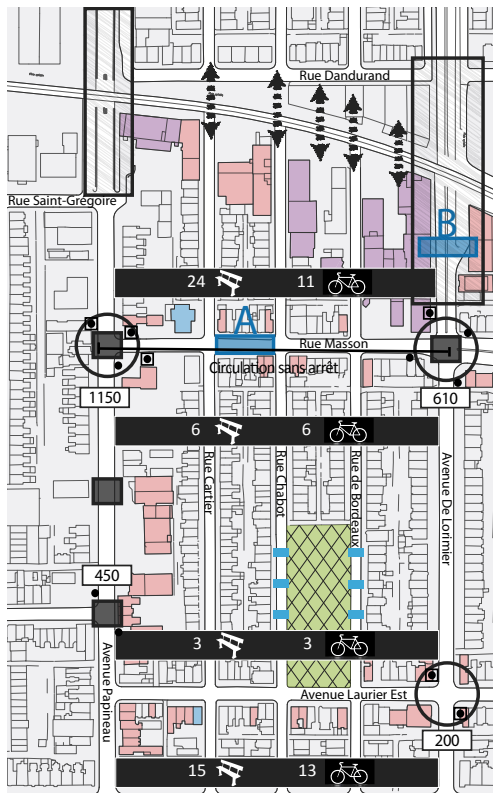 Rue Dandurand
Rue Saint-Grégoire
B
24 11
A
Rue Masson
Circulation sans arrêt
1150 610
6 6
Rue Cartier
Rue Chabot
Rue de Bordeaux
Avenue De Lorimier
450
3 3
Avenue Papineau
Avenue Laurier Est
200
15 13